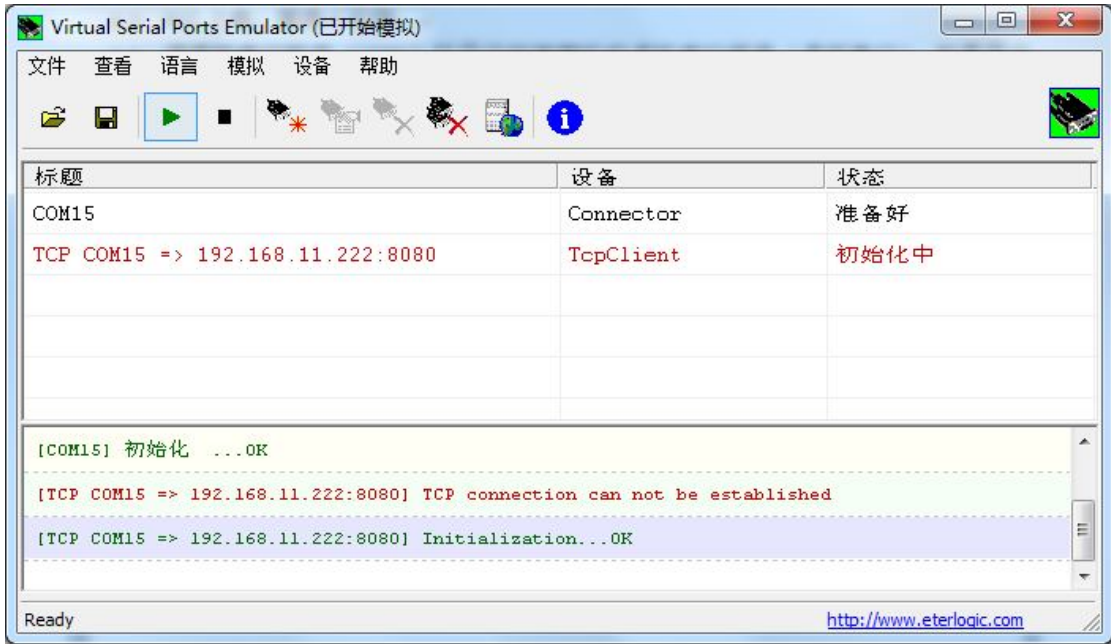 Virtual Serial Ports Emulator (已开始模拟)
文件 查看 语言 模拟 设备 帮助
标题 设备 状态
COM15 Connector 准备好
TCP COM15 => 192.168.11.222:8080 TcpClient 初始化中
[COM15] 初始化 ...OK
[TCP COM15 => 192.168.11.222:8080] TCP connection can not be established
[TCP COM15 => 192.168.11.222:8080] Initialization...OK
Ready http://www.eterlogic.com